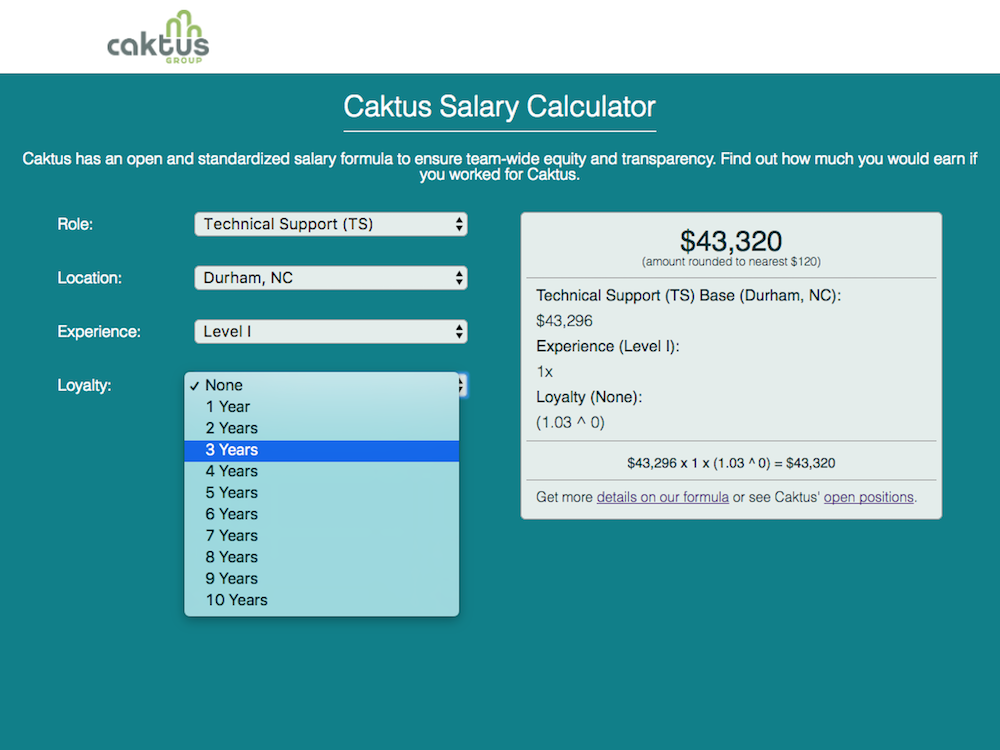 caktus
GROUP
Caktus Salary Calculator
Caktus has an open and standardized salary formula to ensure team-wide equity and transparency. Find out how much you would earn if
you worked for Caktus.
Role:
Technical Support (TS)
Location:
Durham, NC
Experience:
Level I
Loyalty:
✓ None
1 Year
2 Years
3 Years
4 Years
5 Years
6 Years
7 Years
8 Years
9 Years
10 Years
$43,320
(amount rounded to nearest $120)
Technical Support (TS) Base (Durham, NC):
$43,296
Experience (Level I):
1x
Loyalty (None):
(1.03 ^ 0)
$43,296 x 1 x (1.03 ^ 0) = $43,320
Get more details on our formula or see Caktus' open positions.